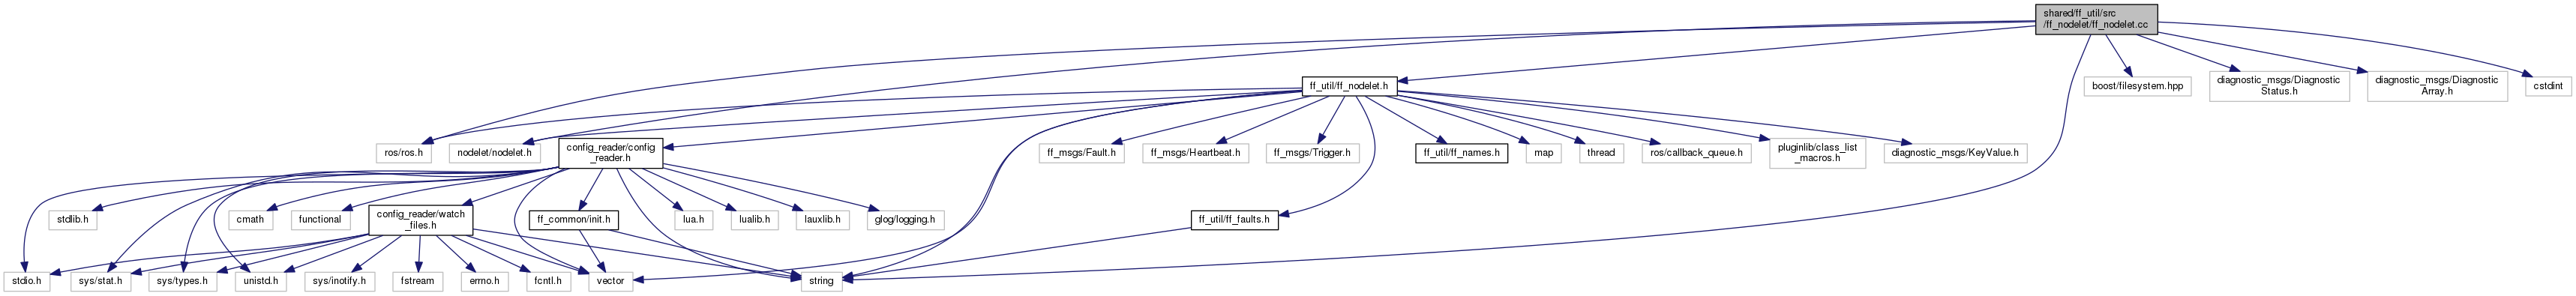 shared/ff_util/src
/ff_nodelet/ff_nodelet.cc
ff_util/ff_nodelet.h
boost/filesystem.hpp
diagnostic_msgs/Diagnostic
Status.h
diagnostic_msgs/Diagnostic
Array.h
cstdint
ros/ros.h
nodelet/nodelet.h
config_reader/config
_reader.h
ff_msgs/Fault.h
ff_msgs/Heartbeat.h
ff_msgs/Trigger.h
ff_util/ff_names.h
map
thread
ros/callback_queue.h
pluginlib/class_list
_macros.h
diagnostic_msgs/KeyValue.h
stdlib.h
cmath
functional
config_reader/watch
_files.h
ff_common/init.h
lua.h
lualib.h
lauxlib.h
glog/logging.h
ff_util/ff_faults.h
stdio.h
sys/stat.h
sys/types.h
unistd.h
sys/inotify.h
fstream
errno.h
fcntl.h
vector
string